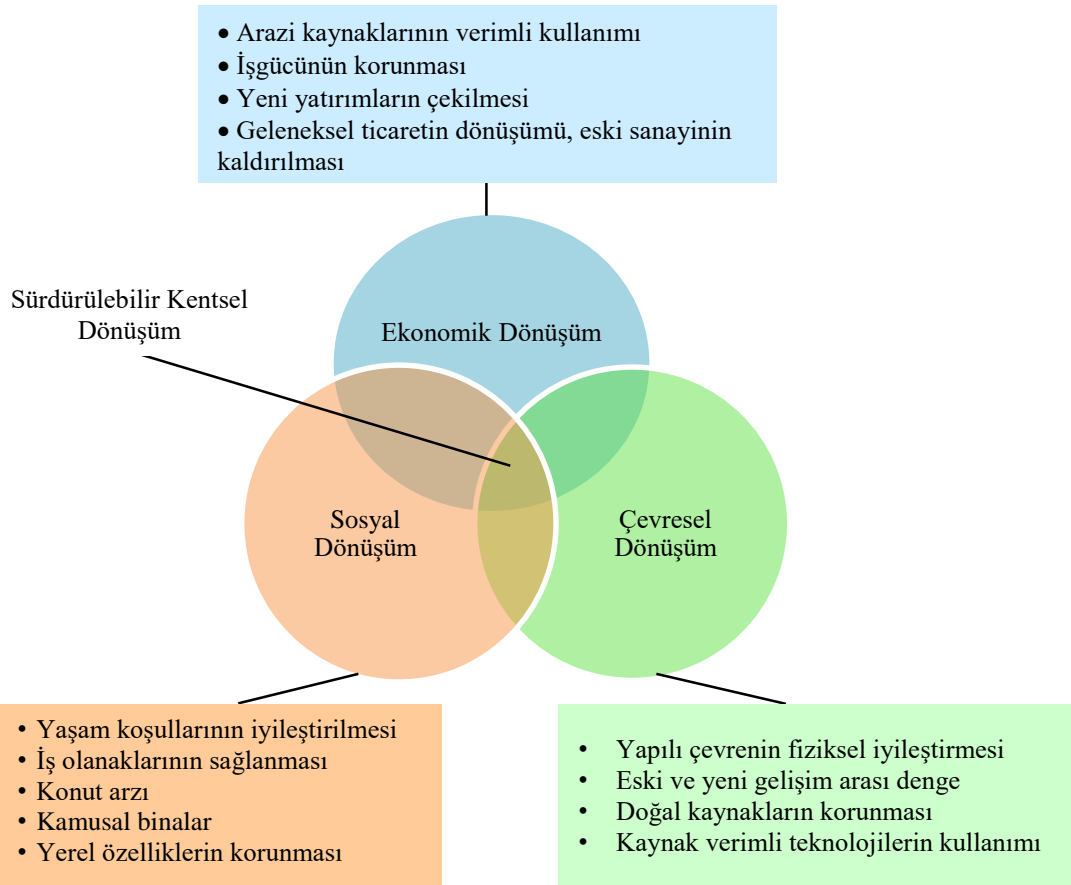 • Arazi kaynaklarının verimli kullanımı
• İşgücünün korunması
• Yeni yatırımların çekilmesi
• Geleneksel ticaretin dönüşümü, eski sanayinin
kaldırılması
Sürdürülebilir Kentsel
Dönüşüm
Ekonomik Dönüşüm
Sosyal
Dönüşüm
Çevresel
Dönüşüm
• Yaşam koşullarının iyileştirilmesi
• İş olanaklarının sağlanması
• Konut arzı
• Kamusal binalar
• Yerel özelliklerin korunması
• Yapılı çevrenin fiziksel iyileştirmesi
• Eski ve yeni gelişim arası denge
• Doğal kaynakların korunması
• Kaynak verimli teknolojilerin kullanımı